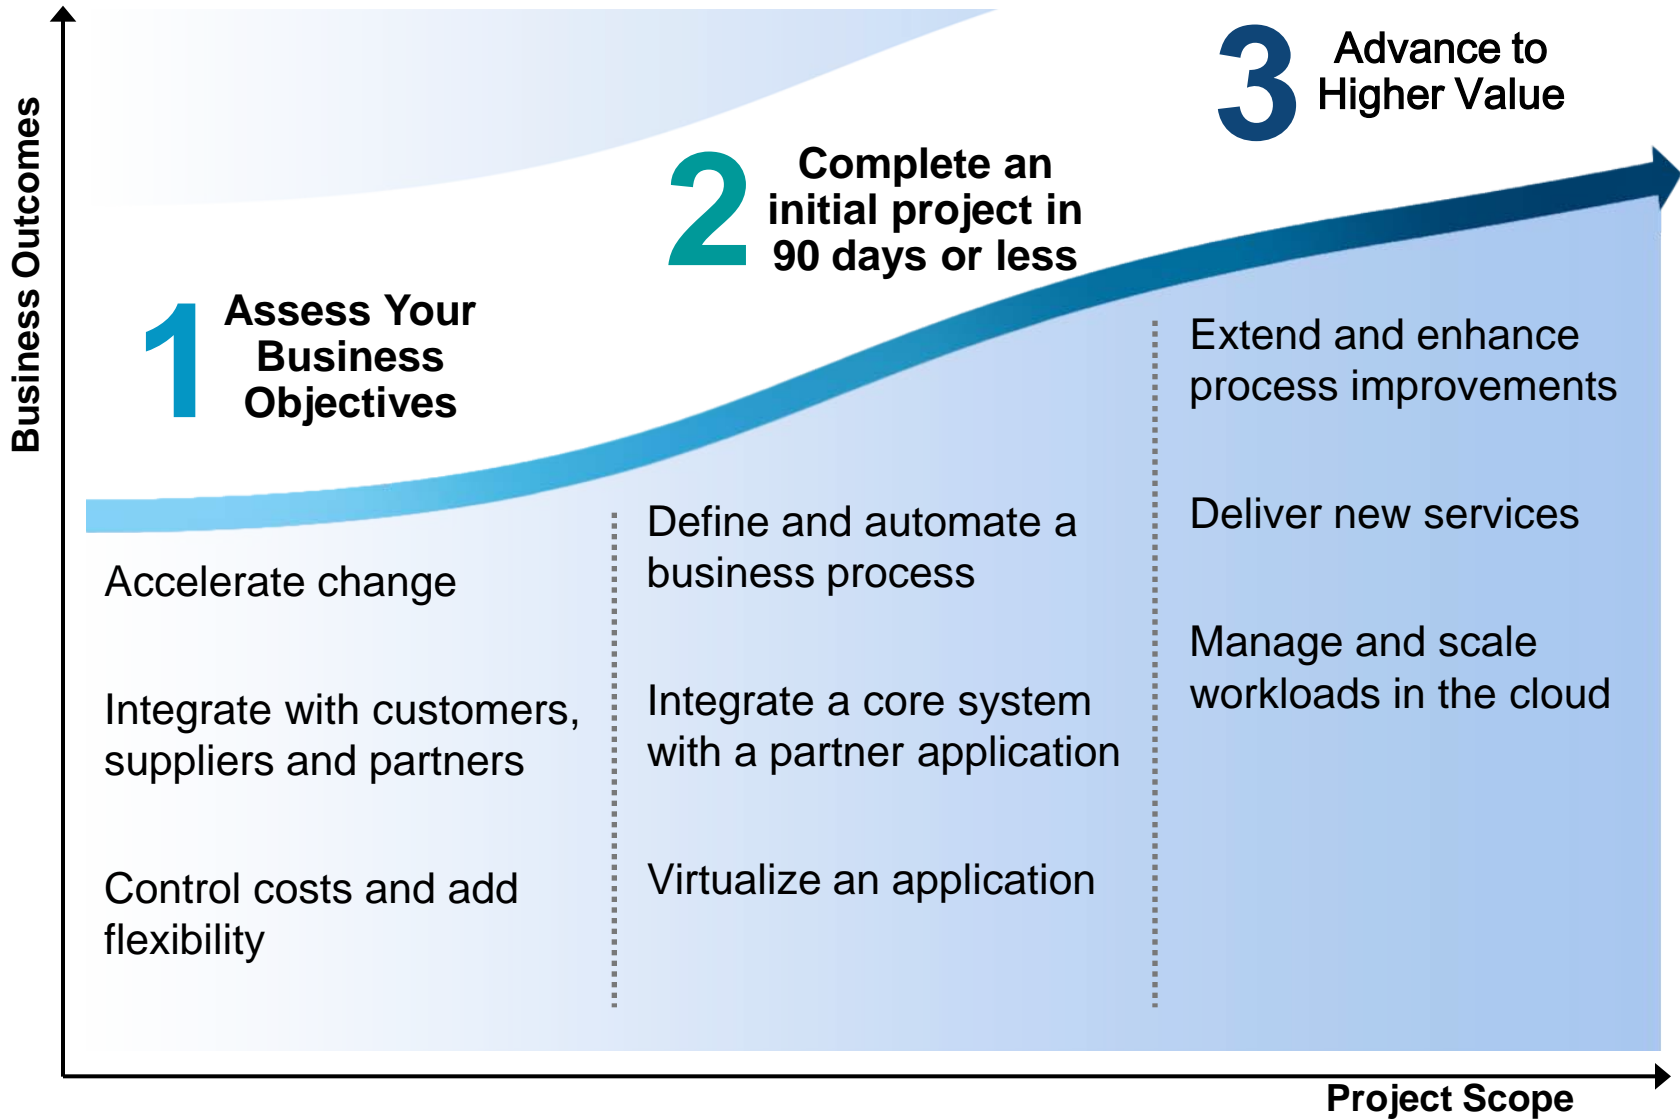 Business Outcomes
1
Assess Your
Business
Objectives
Accelerate change
Integrate with customers,
suppliers and partners
Control costs and add
flexibility
2
Complete an
initial project in
90 days or less
Define and automate a
business process
Integrate a core system
with a partner application
Virtualize an application
3
Advance to
Higher Value
Extend and enhance
process improvements
Deliver new services
Manage and scale
workloads in the cloud
Project Scope